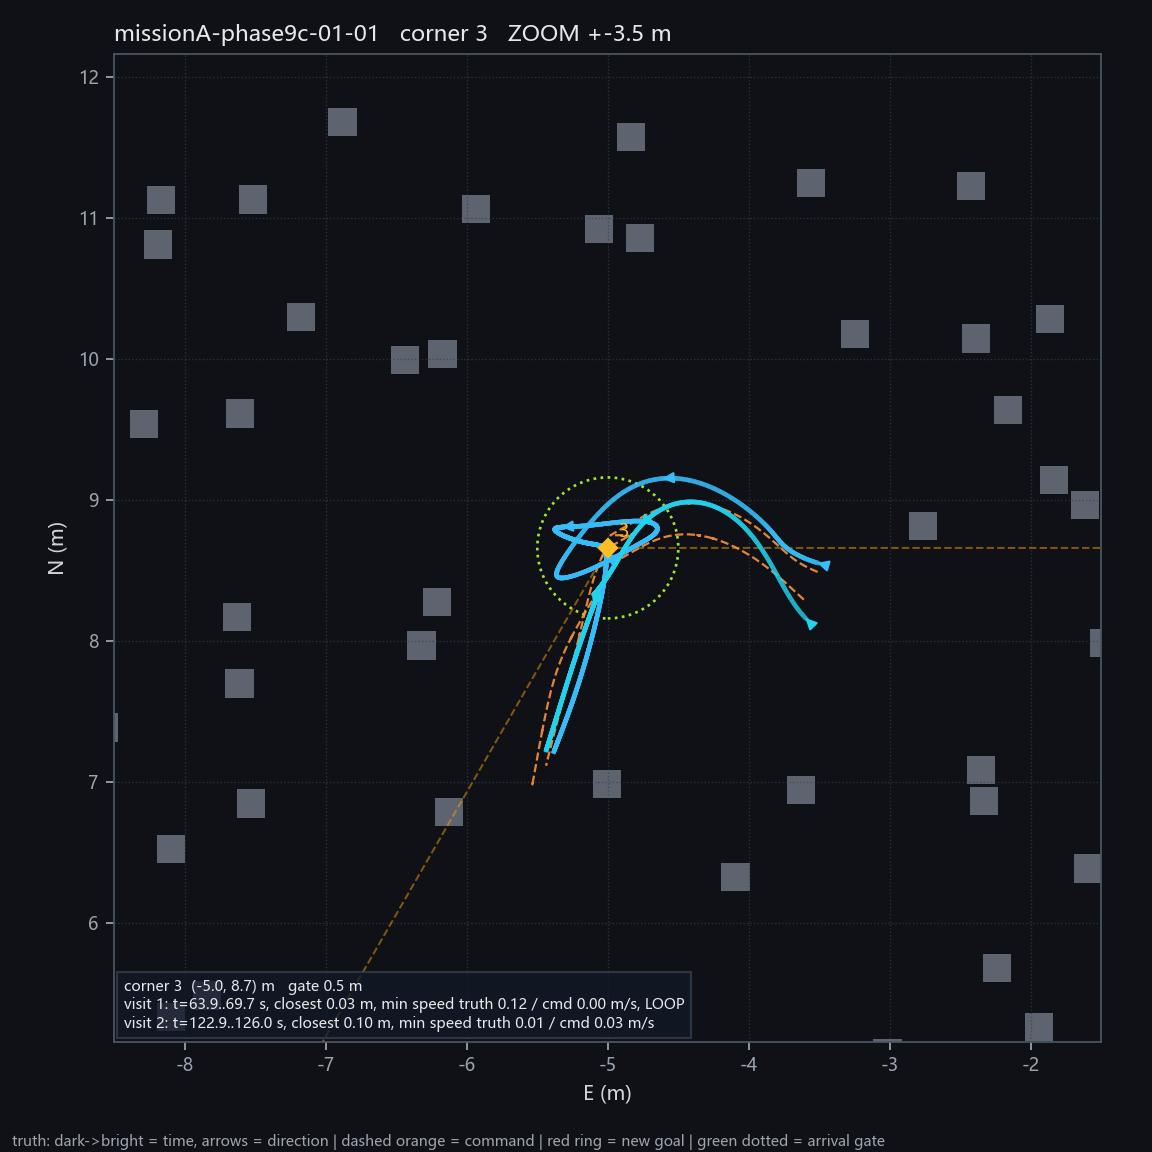 missionA-phase9c-01-01   corner 3   ZOOM +-3.5 m
12
11
10
9
8
7
6
N (m)
3
corner 3  (-5.0, 8.7) m   gate 0.5 m
visit 1: t=63.9..69.7 s, closest 0.03 m, min speed truth 0.12 / cmd 0.00 m/s, LOOP
visit 2: t=122.9..126.0 s, closest 0.10 m, min speed truth 0.01 / cmd 0.03 m/s
-8 -7 -6 -5 -4 -3 -2
E (m)
truth: dark->bright = time, arrows = direction | dashed orange = command | red ring = new goal | green dotted = arrival gate